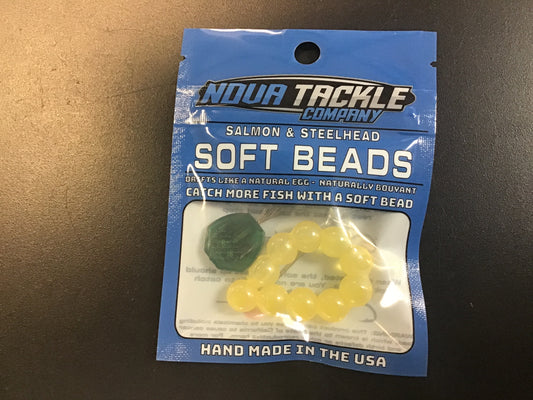 NOVA TACKLE
COMPANY
SALMON & STEELHEAD
SOFT BEADS
DRIFTS LIKE A NATURAL EGG - NATURALLY BOUYANT
CATCH MORE FISH WITH A SOFT BEAD
HAND MADE IN THE USA